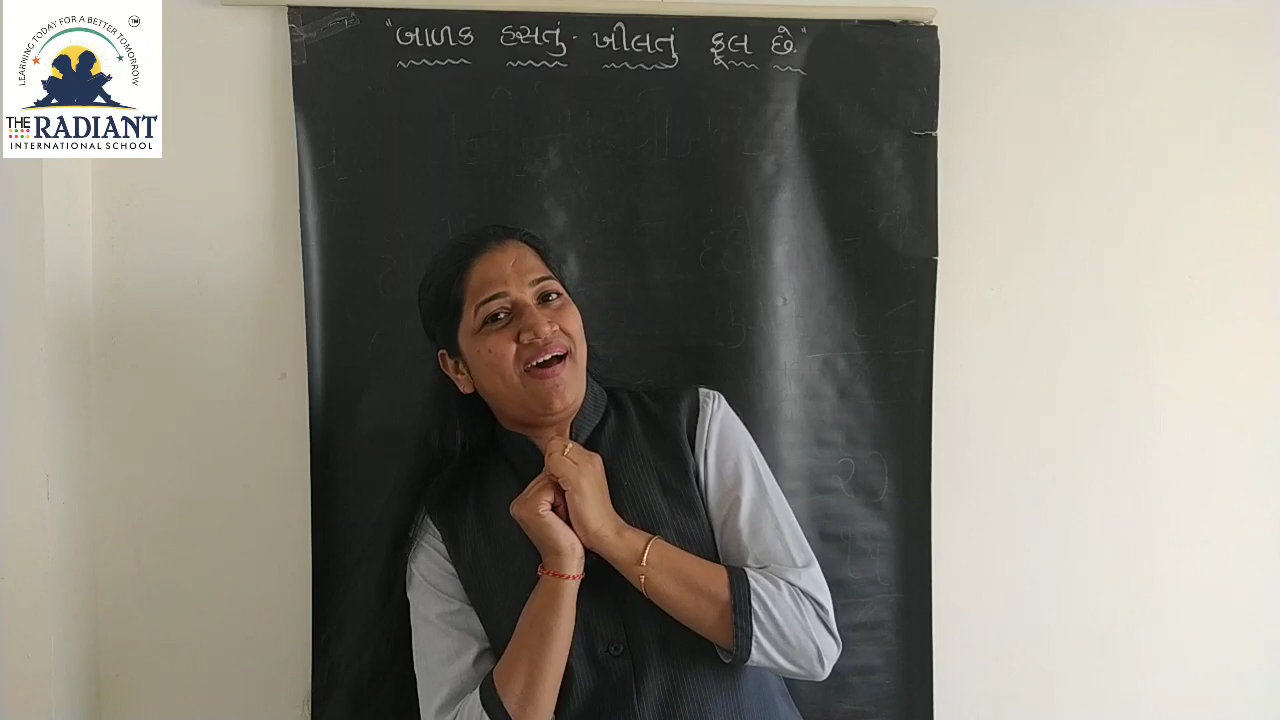 "બાળક હસતું- ખીલતું ફૂલ છે"
LEARNING TODAY FOR A BETTER TOMORROW
TM
THE RADIANT
INTERNATIONAL SCHOOL